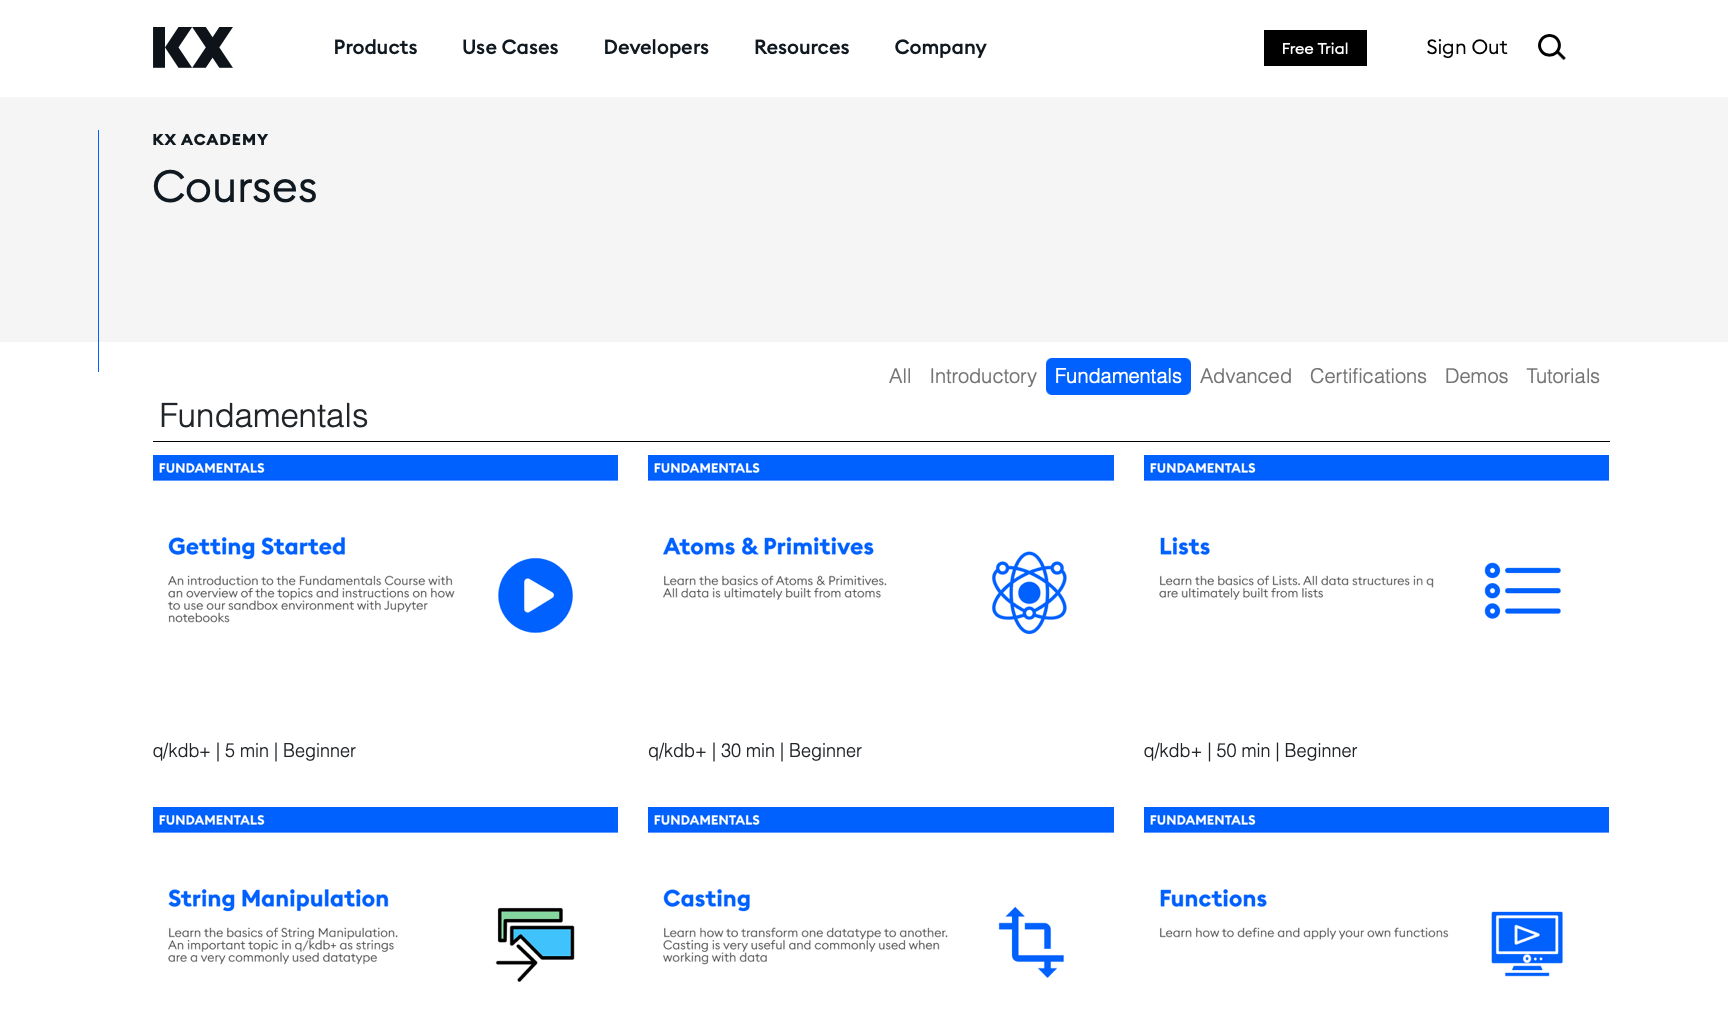 KX
Products
Use Cases
Developers
Resources
Company
Free Trial
Sign Out
KX ACADEMY
Courses
All
Introductory
Fundamentals
Advanced
Certifications
Demos
Tutorials
Fundamentals
FUNDAMENTALS
Getting Started
An introduction to the Fundamentals Course with
an overview of the topics and instructions on how
to use our sandbox environment with Jupyter
notebooks
q/kdb+ | 5 min | Beginner
FUNDAMENTALS
Atoms & Primitives
Learn the basics of Atoms & Primitives.
All data is ultimately built from atoms
q/kdb+ | 30 min | Beginner
FUNDAMENTALS
Lists
Learn the basics of Lists. All data structures in q
are ultimately built from lists
q/kdb+ | 50 min | Beginner
FUNDAMENTALS
String Manipulation
Learn the basics of String Manipulation.
An important topic in q/kdb+ as strings
are a very commonly used datatype
FUNDAMENTALS
Casting
Learn how to transform one datatype to another.
Casting is very useful and commonly used when
working with data
FUNDAMENTALS
Functions
Learn how to define and apply your own functions